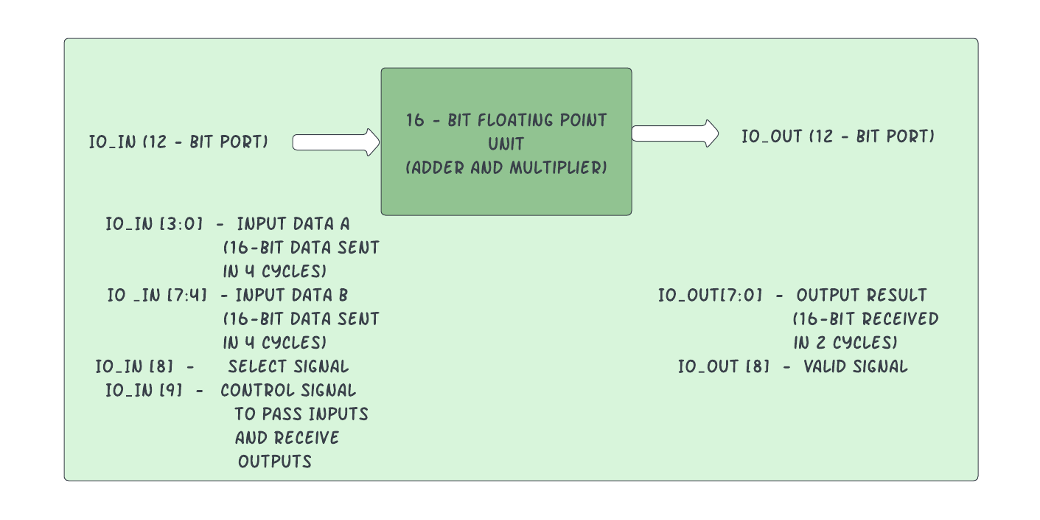 16 - BIT FLOATING POINT
UNIT
(ADDER AND MULTIPLIER)
IO_IN (12 - BIT PORT)
IO_OUT (12 - BIT PORT)
IO_IN [3:0] - INPUT DATA A
(16-BIT DATA SENT
IN 4 CYCLES)
IO _IN [7:4] - INPUT DATA B
(16-BIT DATA SENT
IN 4 CYCLES)
IO_IN [8] - SELECT SIGNAL
IO_IN [9] - CONTROL SIGNAL
TO PASS INPUTS
AND RECEIVE
OUTPUTS
IO_OUT[7:0] - OUTPUT RESULT
(16-BIT RECEIVED
IN 2 CYCLES)
IO_OUT [8] - VALID SIGNAL